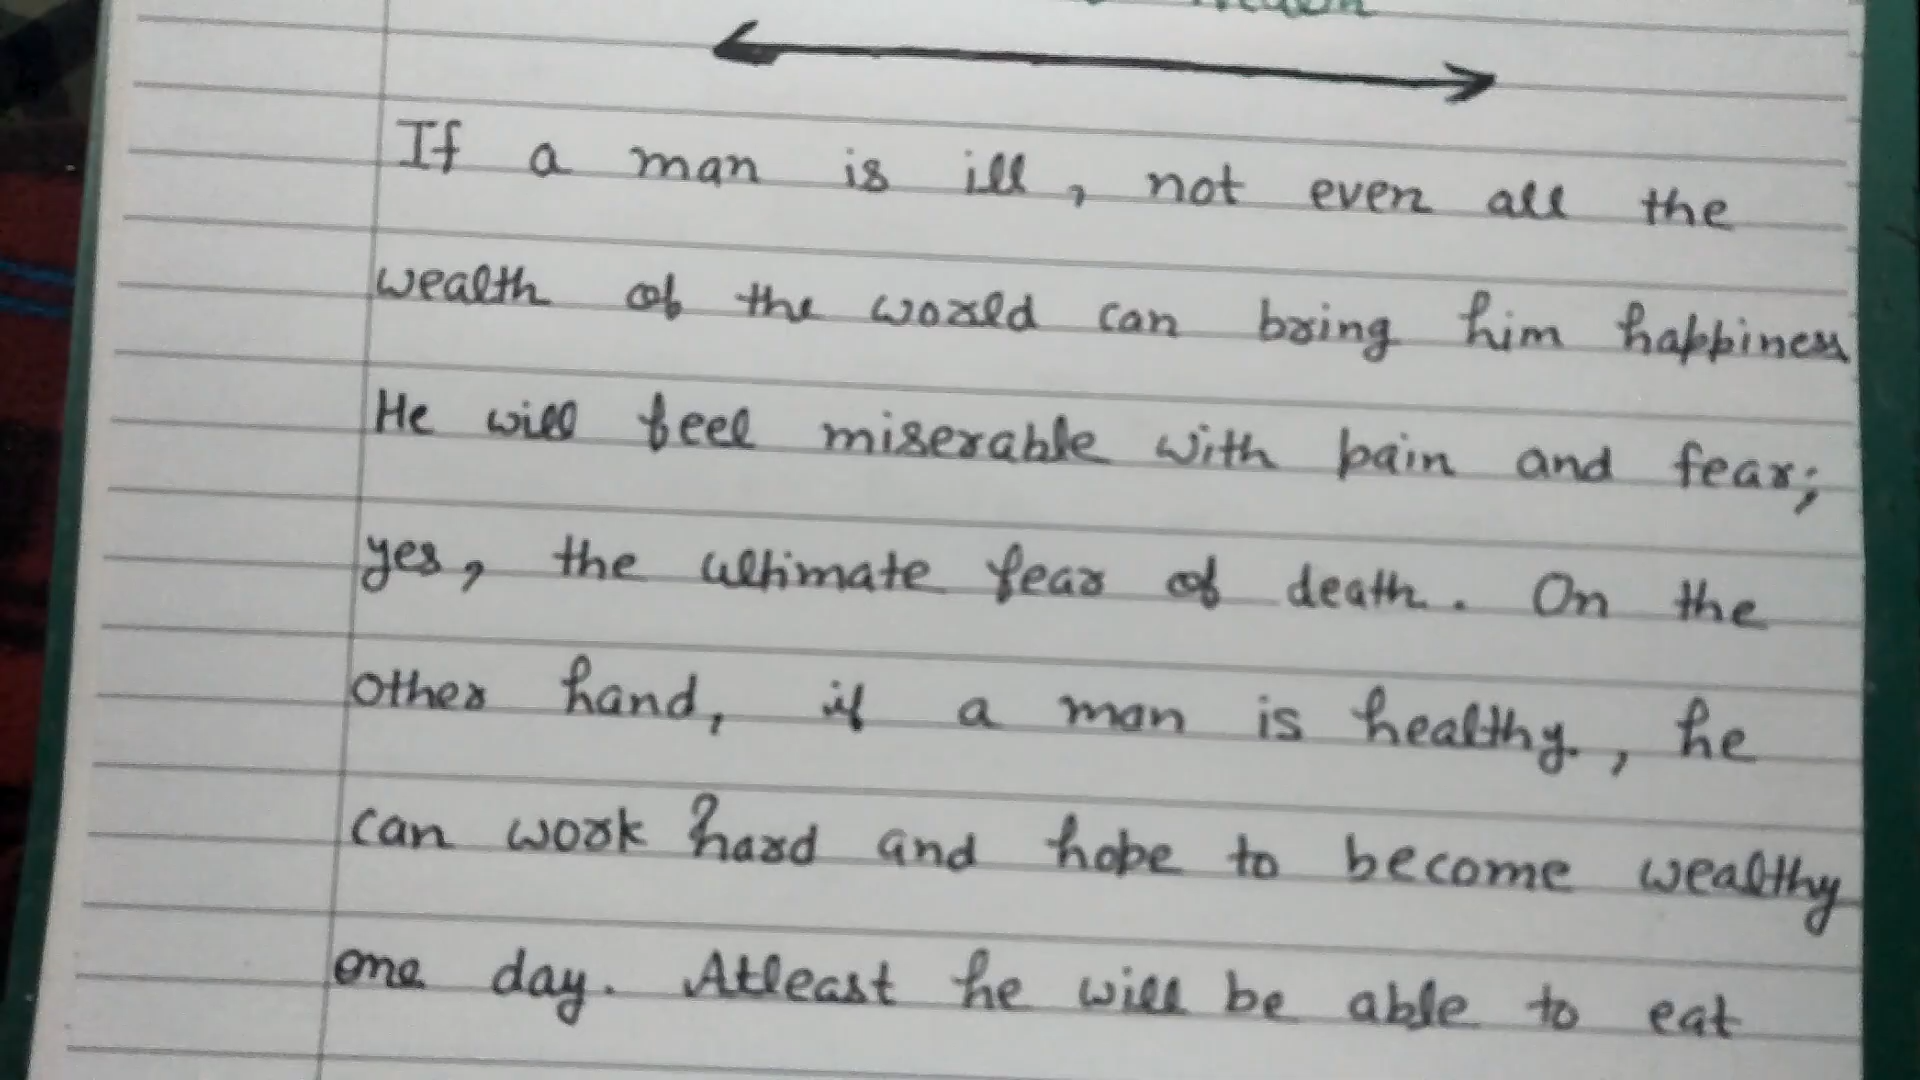 If a man is ill, not even all the
wealth of the world can bring him happiness
He will feel miserable with pain and fear;
yes, the ultimate fear of death. On the
other hand, if a man is healthy, he
can work hard and hope to become wealthy
one day. Atleast he will be able to eat